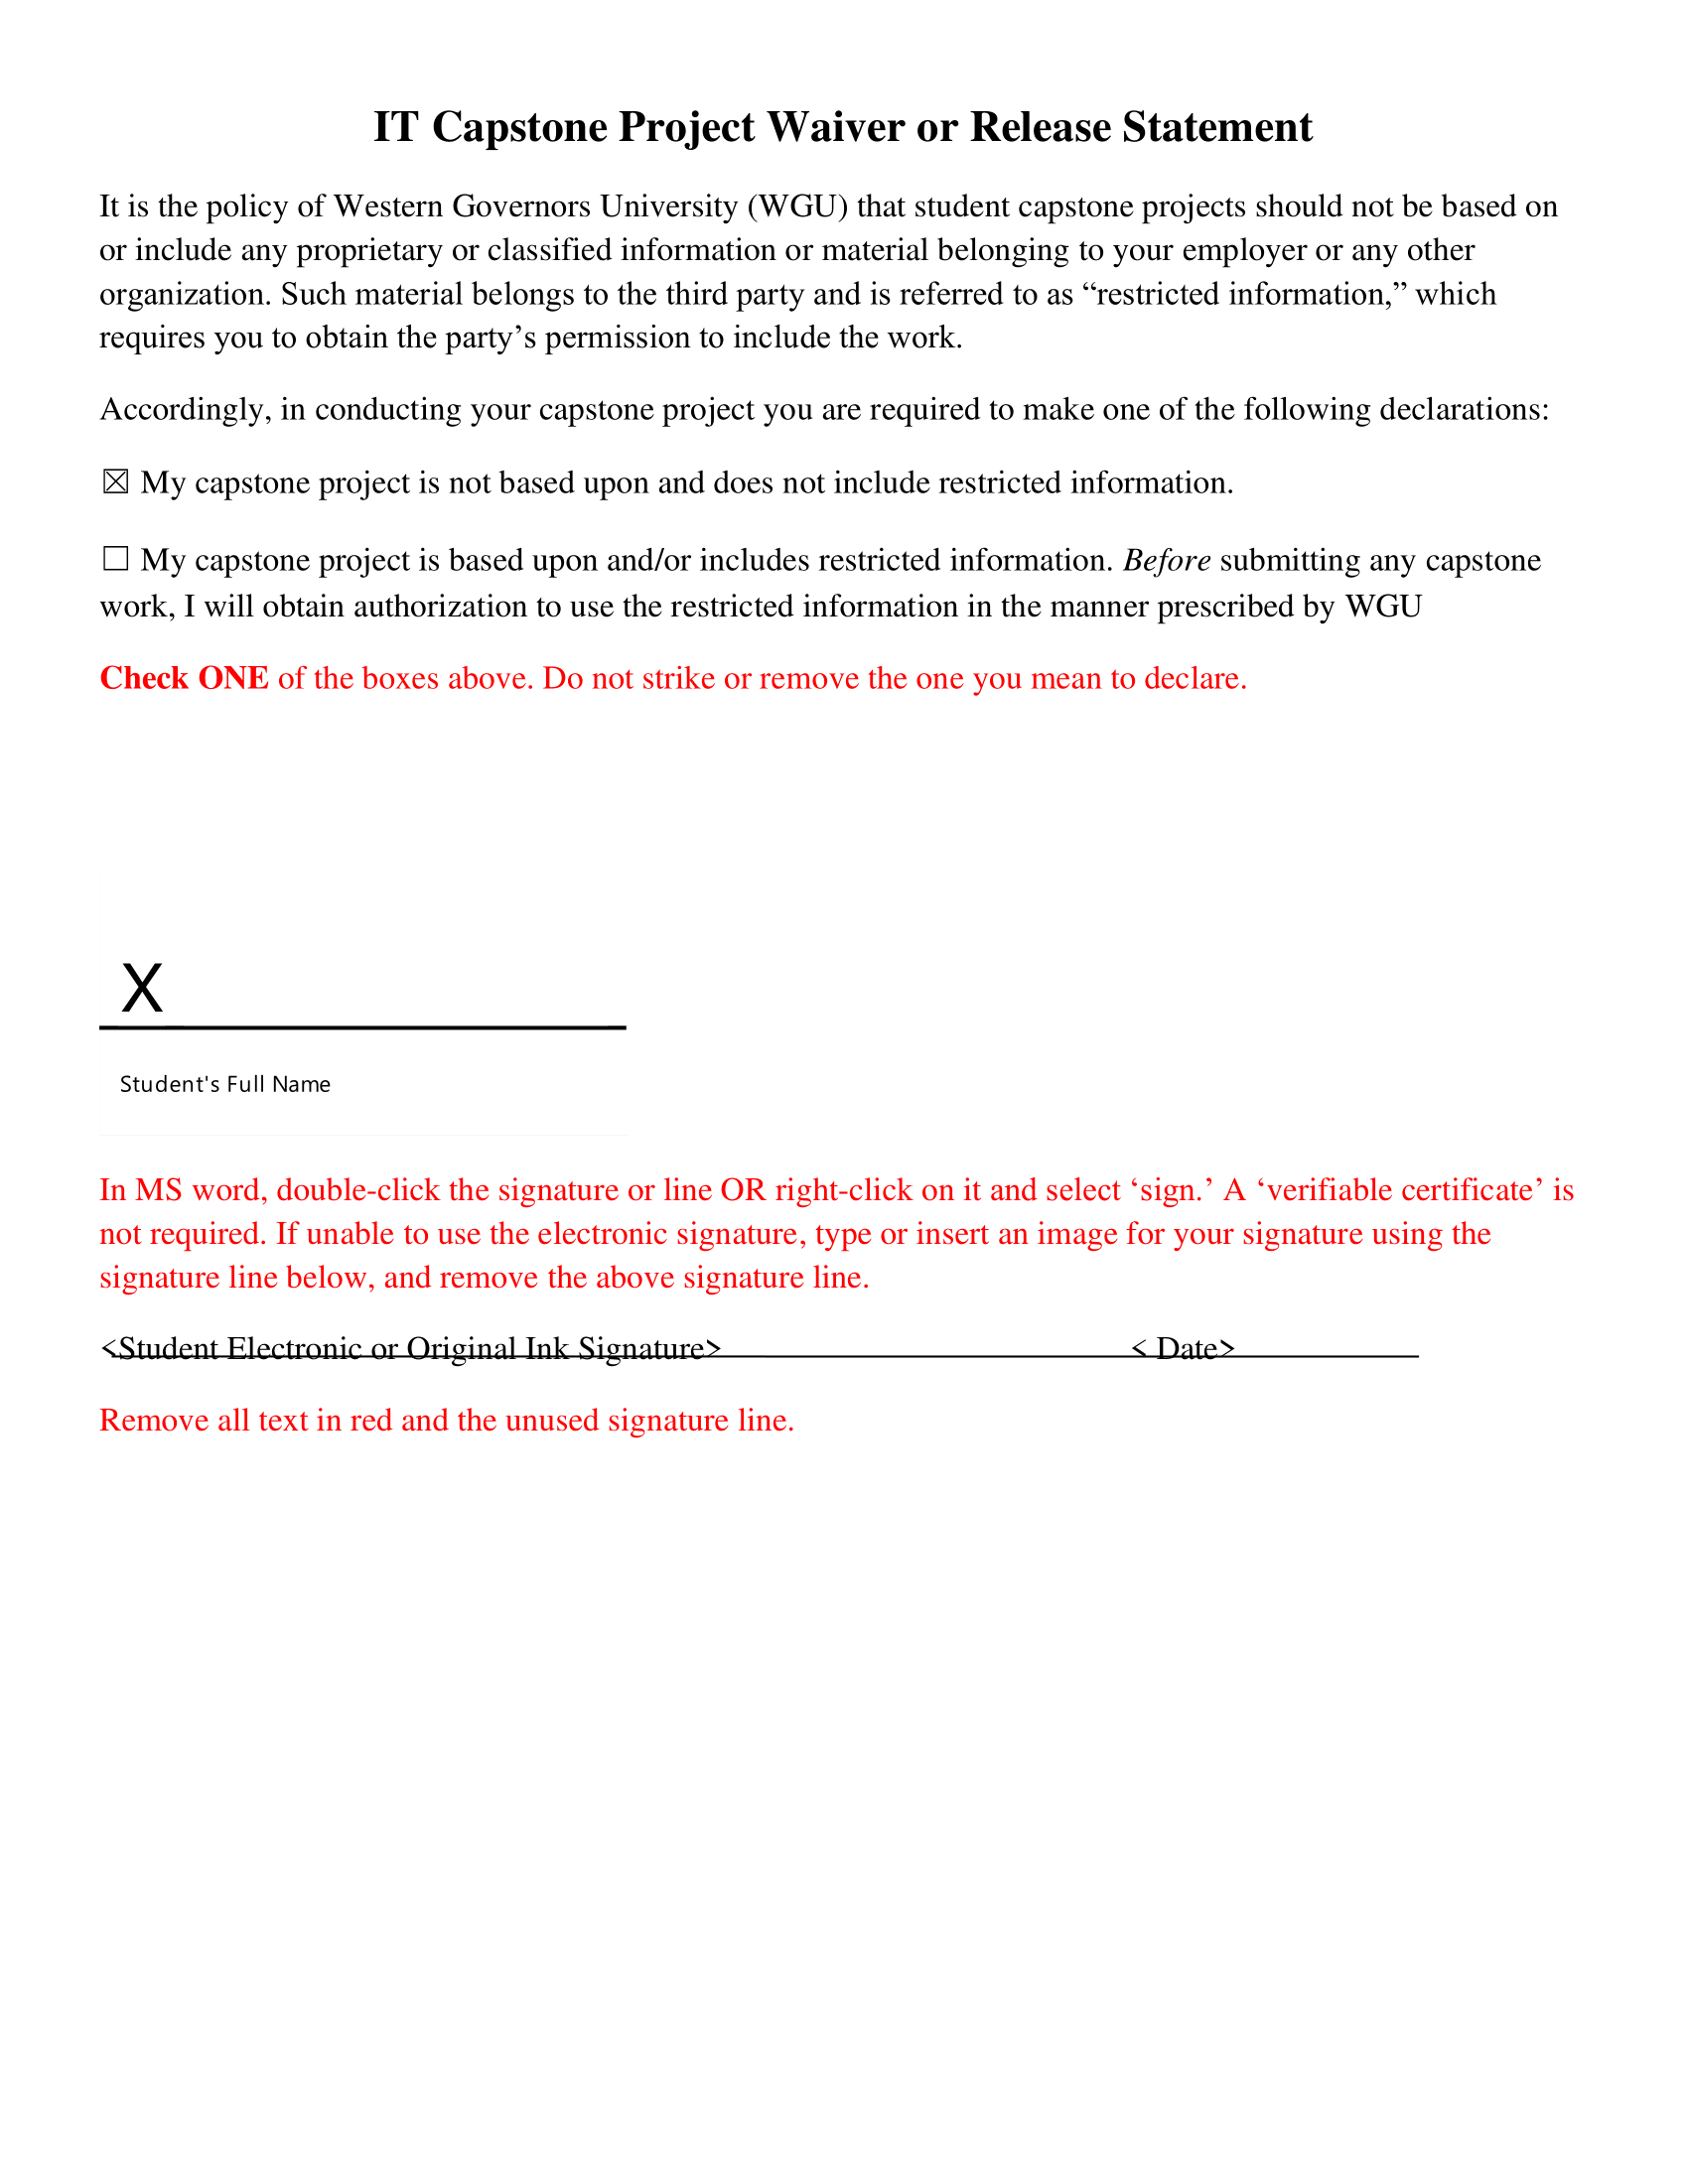 IT Capstone Project Waiver or Release Statement
It is the policy of Western Governors University (WGU) that student capstone projects should not be based on
or include any proprietary or classified information or material belonging to your employer or any other
organization. Such material belongs to the third party and is referred to as “restricted information,” which
requires you to obtain the party’s permission to include the work.
Accordingly, in conducting your capstone project you are required to make one of the following declarations:
☒ My capstone project is not based upon and does not include restricted information.
☐ My capstone project is based upon and/or includes restricted information. Before submitting any capstone
work, I will obtain authorization to use the restricted information in the manner prescribed by WGU
Check ONE of the boxes above. Do not strike or remove the one you mean to declare.
X
Student's Full Name
In MS word, double-click the signature or line OR right-click on it and select ‘sign.’ A ‘verifiable certificate’ is
not required. If unable to use the electronic signature, type or insert an image for your signature using the
signature line below, and remove the above signature line.
<Student Electronic or Original Ink Signature> < Date>
Remove all text in red and the unused signature line.